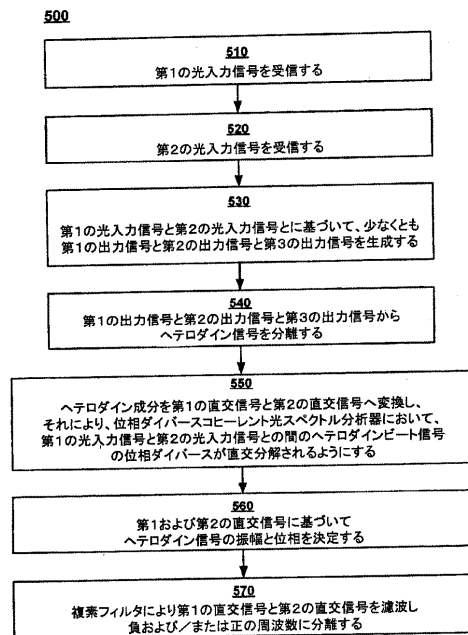 500
510
第1の光入力信号を受信する
520
第2の光入力信号を受信する
530
第1の光入力信号と第2の光入力信号とに基づいて、少なくとも
第1の出力信号と第2の出力信号と第3の出力信号を生成する
540
第1の出力信号と第2の出力信号と第3の出力信号から
ヘテロダイン信号を分離する
550
ヘテロダイン成分を第1の直交信号と第2の直交信号へ変換し、
それにより、位相ダイバースコヒーレント光スペクトル分析器において、
第1の光入力信号と第2の光入力信号との間のヘテロダインビート信号
の位相ダイバースが直交分解されるようにする
560
第1および第2の直交信号に基づいて
ヘテロダイン信号の振幅と位相を決定する
570
複素フィルタにより第1の直交信号と第2の直交信号を濾波し
負および／または正の周波数に分離する